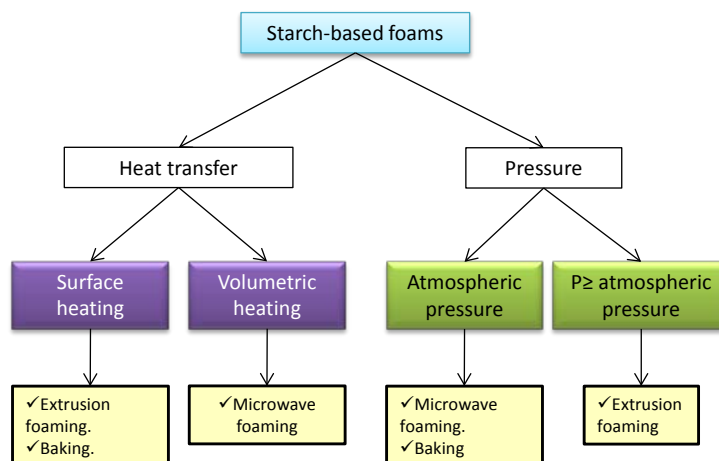 Starch-based foams
Heat transfer
Pressure
Surface
heating
Volumetric
heating
Atmospheric
pressure
P≥ atmospheric
pressure
✓Extrusion
foaming.
✓Baking.
✓Microwave
foaming
✓Microwave
foaming.
✓Baking
✓Extrusion
foaming